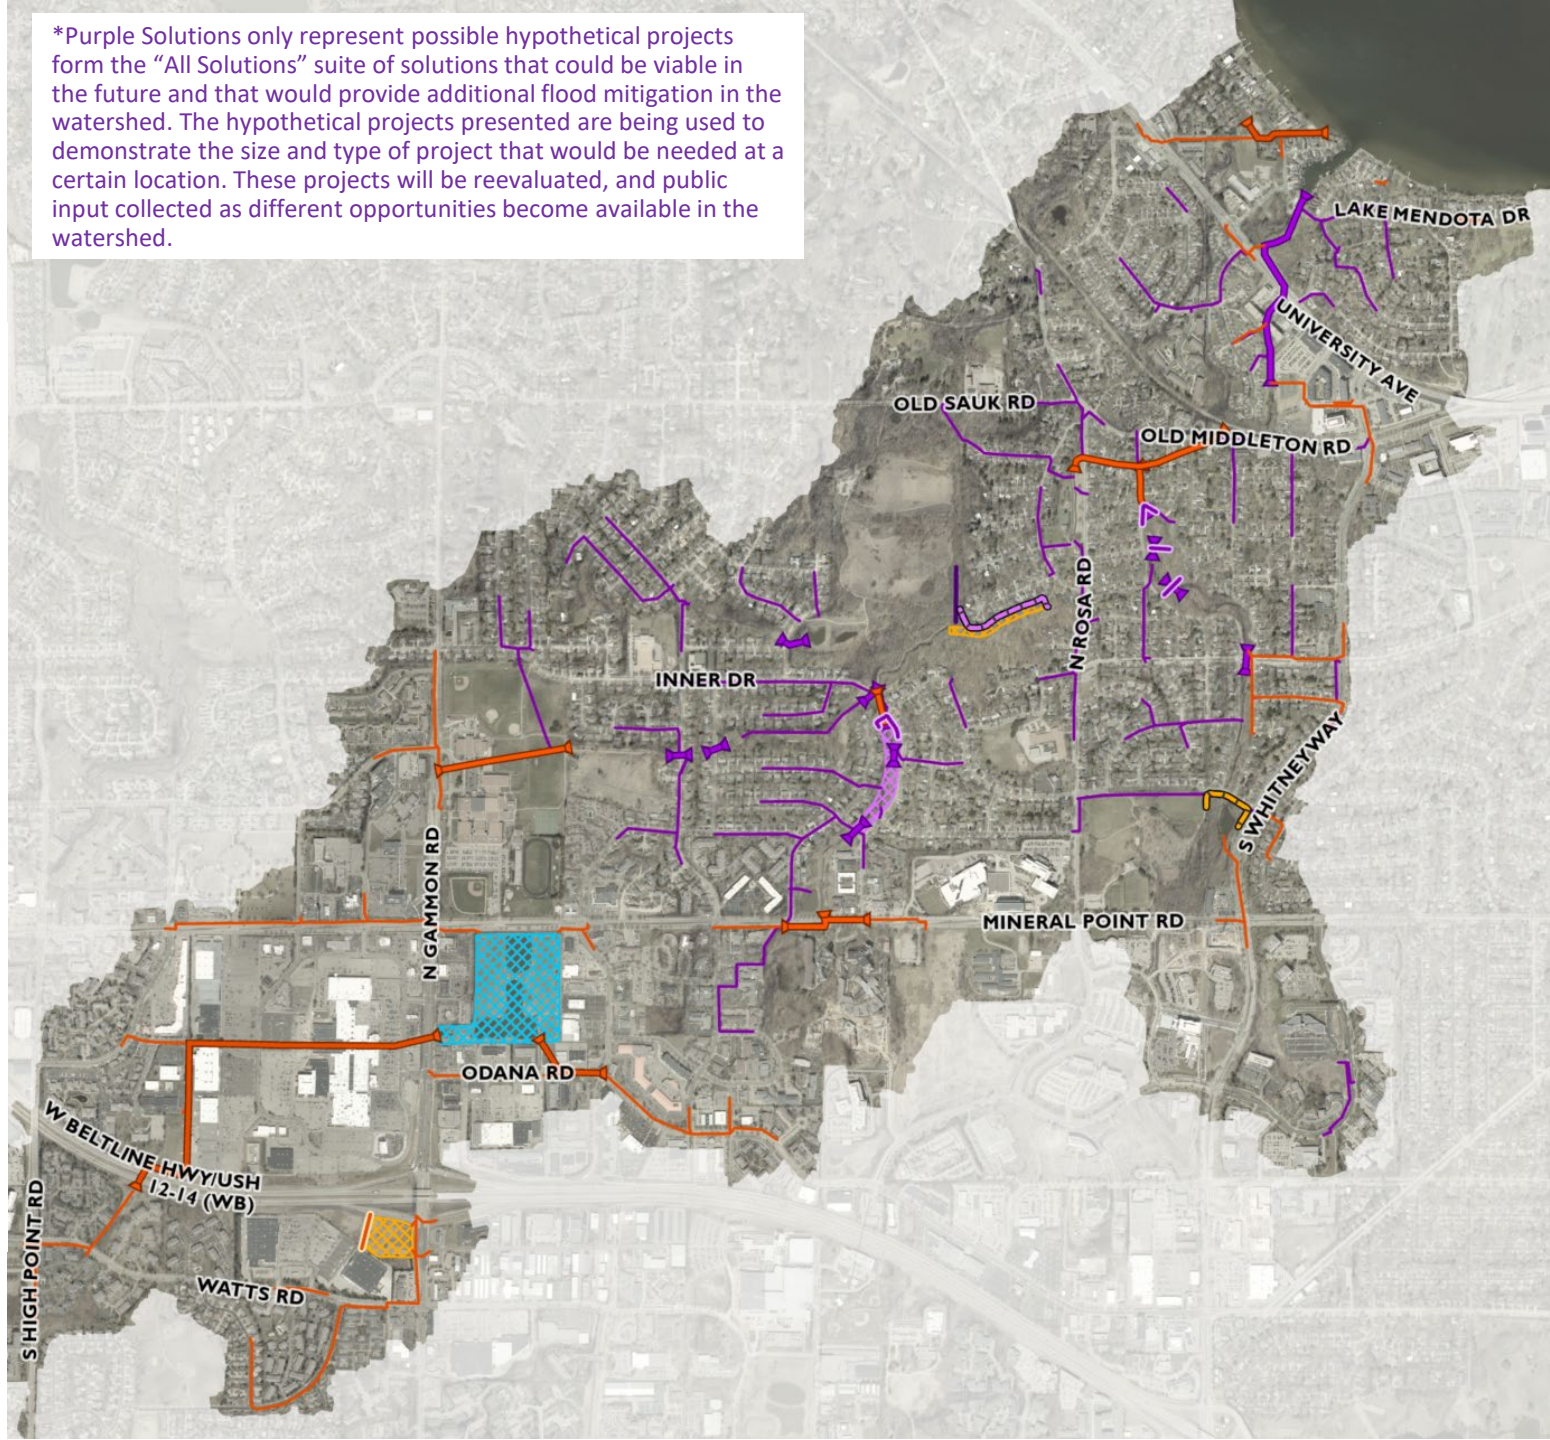 *Purple Solutions only represent possible hypothetical projects
form the “All Solutions” suite of solutions that could be viable in
the future and that would provide additional flood mitigation in the
watershed. The hypothetical projects presented are being used to
demonstrate the size and type of project that would be needed at a
certain location. These projects will be reevaluated, and public
input collected as different opportunities become available in the
watershed.
LAKE MENDOTA DR
UNIVERSITY AVE
OLD SAUK RD
OLD MIDDLETON RD
N ROSA RD
INNER DR
S WHITNEY WAY
N GAMMON RD
MINERAL POINT RD
ODANA RD
W BELTLINE HWY/USH
12-14 (WB)
S HIGH POINT RD
WATTS RD